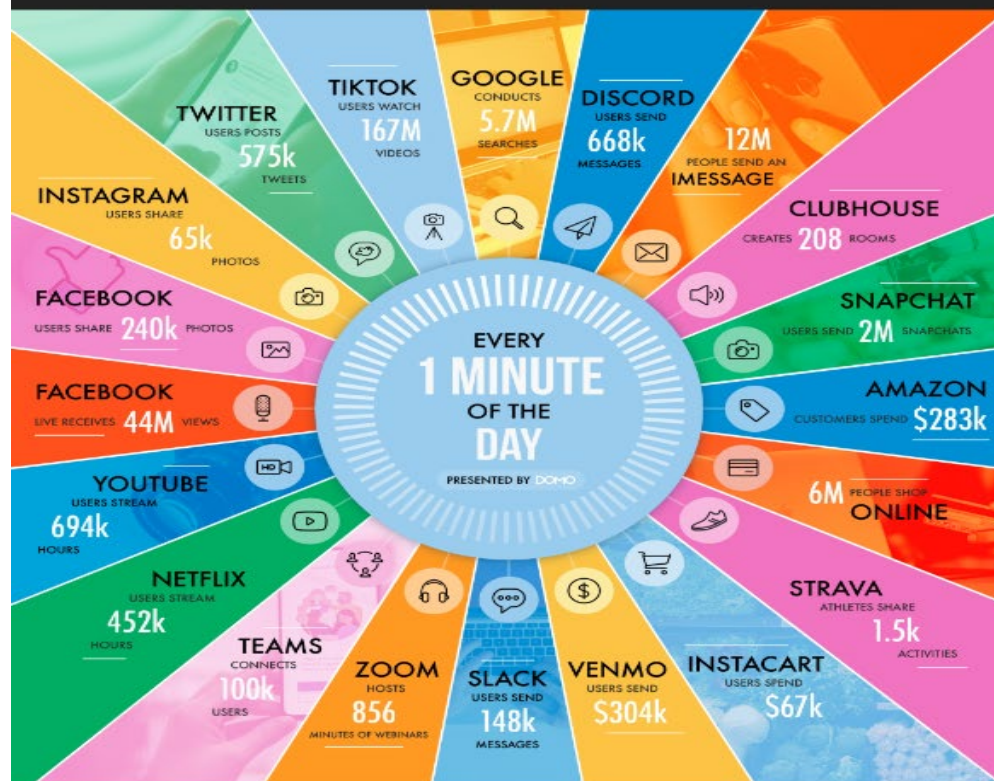 EVERY
1 MINUTE
OF THE
DAY
PRESENTED BY DOMO
GOOGLE
CONDUCTS
5.7M
SEARCHES
DISCORD
USERS SEND
668k
MESSAGES
12M
PEOPLE SEND AN
IMESSAGE
CLUBHOUSE
CREATES 208 ROOMS
SNAPCHAT
USERS SEND 2M SNAPCHATS
AMAZON
CUSTOMERS SPEND $283k
6M PEOPLE SHOP
ONLINE
STRAVA
ATHLETES SHARE
1.5k
ACTIVITIES
INSTACART
USERS SPEND
$67k
VENMO
USERS SEND
$304k
SLACK
USERS SEND
148k
MESSAGES
ZOOM
HOSTS
856
MINUTES OF WEBINARS
TEAMS
CONNECTS
100k
USERS
NETFLIX
USERS STREAM
452k
HOURS
YOUTUBE
USERS STREAM
694k
HOURS
FACEBOOK
LIVE RECEIVES 44M VIEWS
FACEBOOK
USERS SHARE 240k PHOTOS
INSTAGRAM
USERS SHARE
65k
PHOTOS
TWITTER
USERS POSTS
575k
TWEETS
TIKTOK
USERS WATCH
167M
VIDEOS
HD